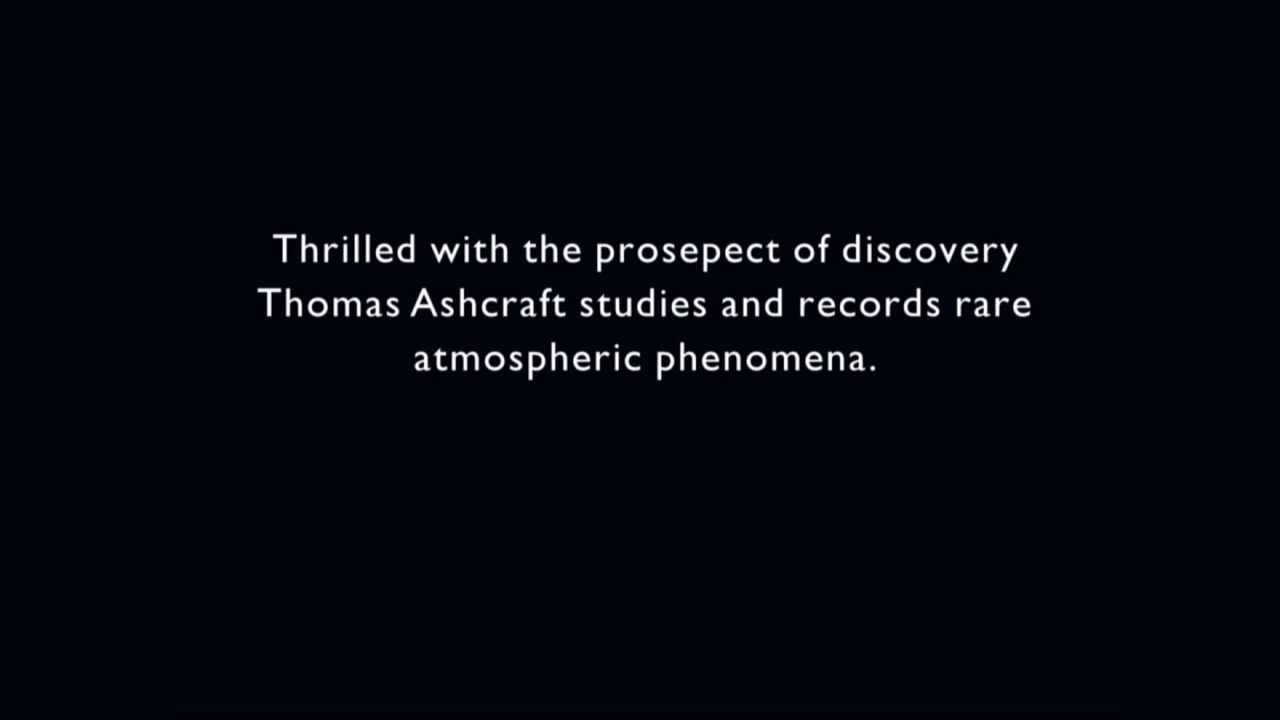 Thrilled with the prosepect of discovery
Thomas Ashcraft studies and records rare
atmospheric phenomena.